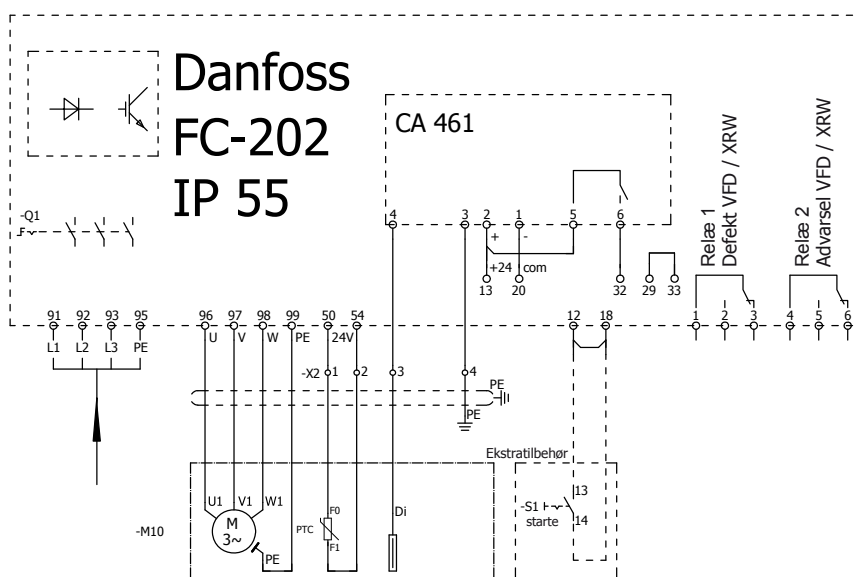 Danfoss
FC-202
IP 55
CA 461
-Q1
4 3 2 1 5 6
+ -
+24 com
13 20 32 29 33
Relæ 1
Defekt VFD / XRW
Relæ 2
Advarsel VFD / XRW
91 92 93 95 96 97 98 99 50 54 12 18 1 2 3 4 5 6
L1 L2 L3 PE U V W PE 24V
-X2 1 2 3 4
PE
PE
Ekstratilbehør
U1 V1 W1 F0 Di 13
-S1
starte
14
-M10
M
3~
PTC
F1
PE